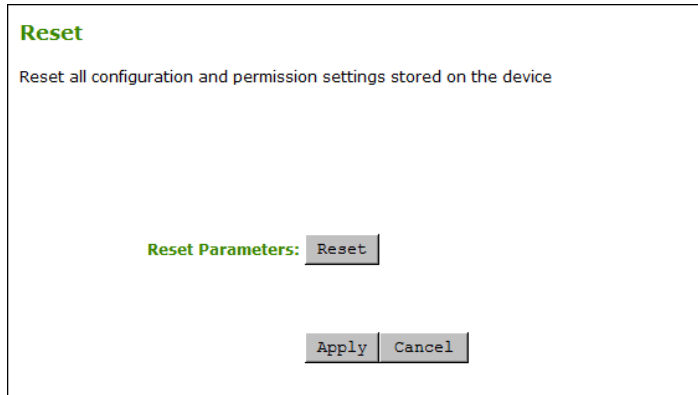 Reset
Reset all configuration and permission settings stored on the device
Reset Parameters: Reset
Apply Cancel